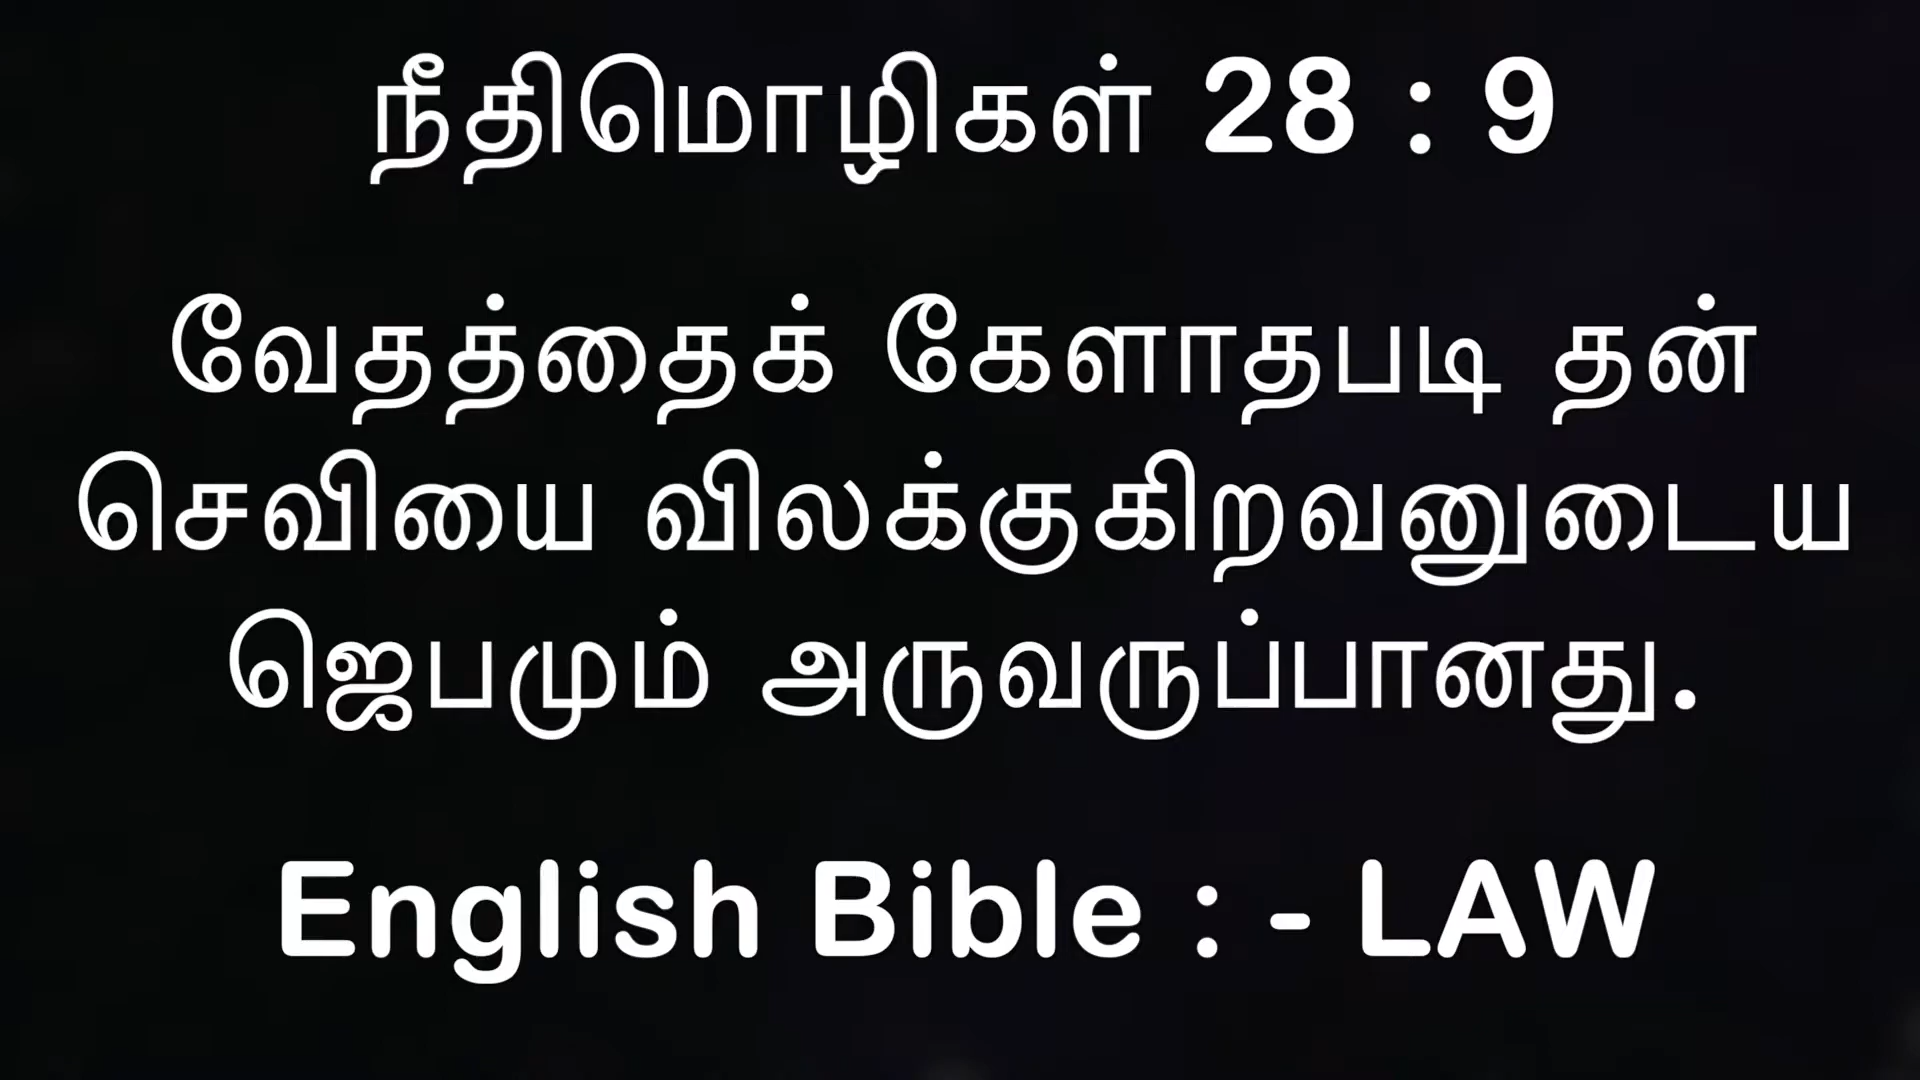 நீதிமொழிகள் 28 : 9
வேதத்தைக் கேளாதபடி தன்
செவியை விலக்குகிறவனுடைய
ஜெபமும் அருவருப்பானது.
English Bible : - LAW